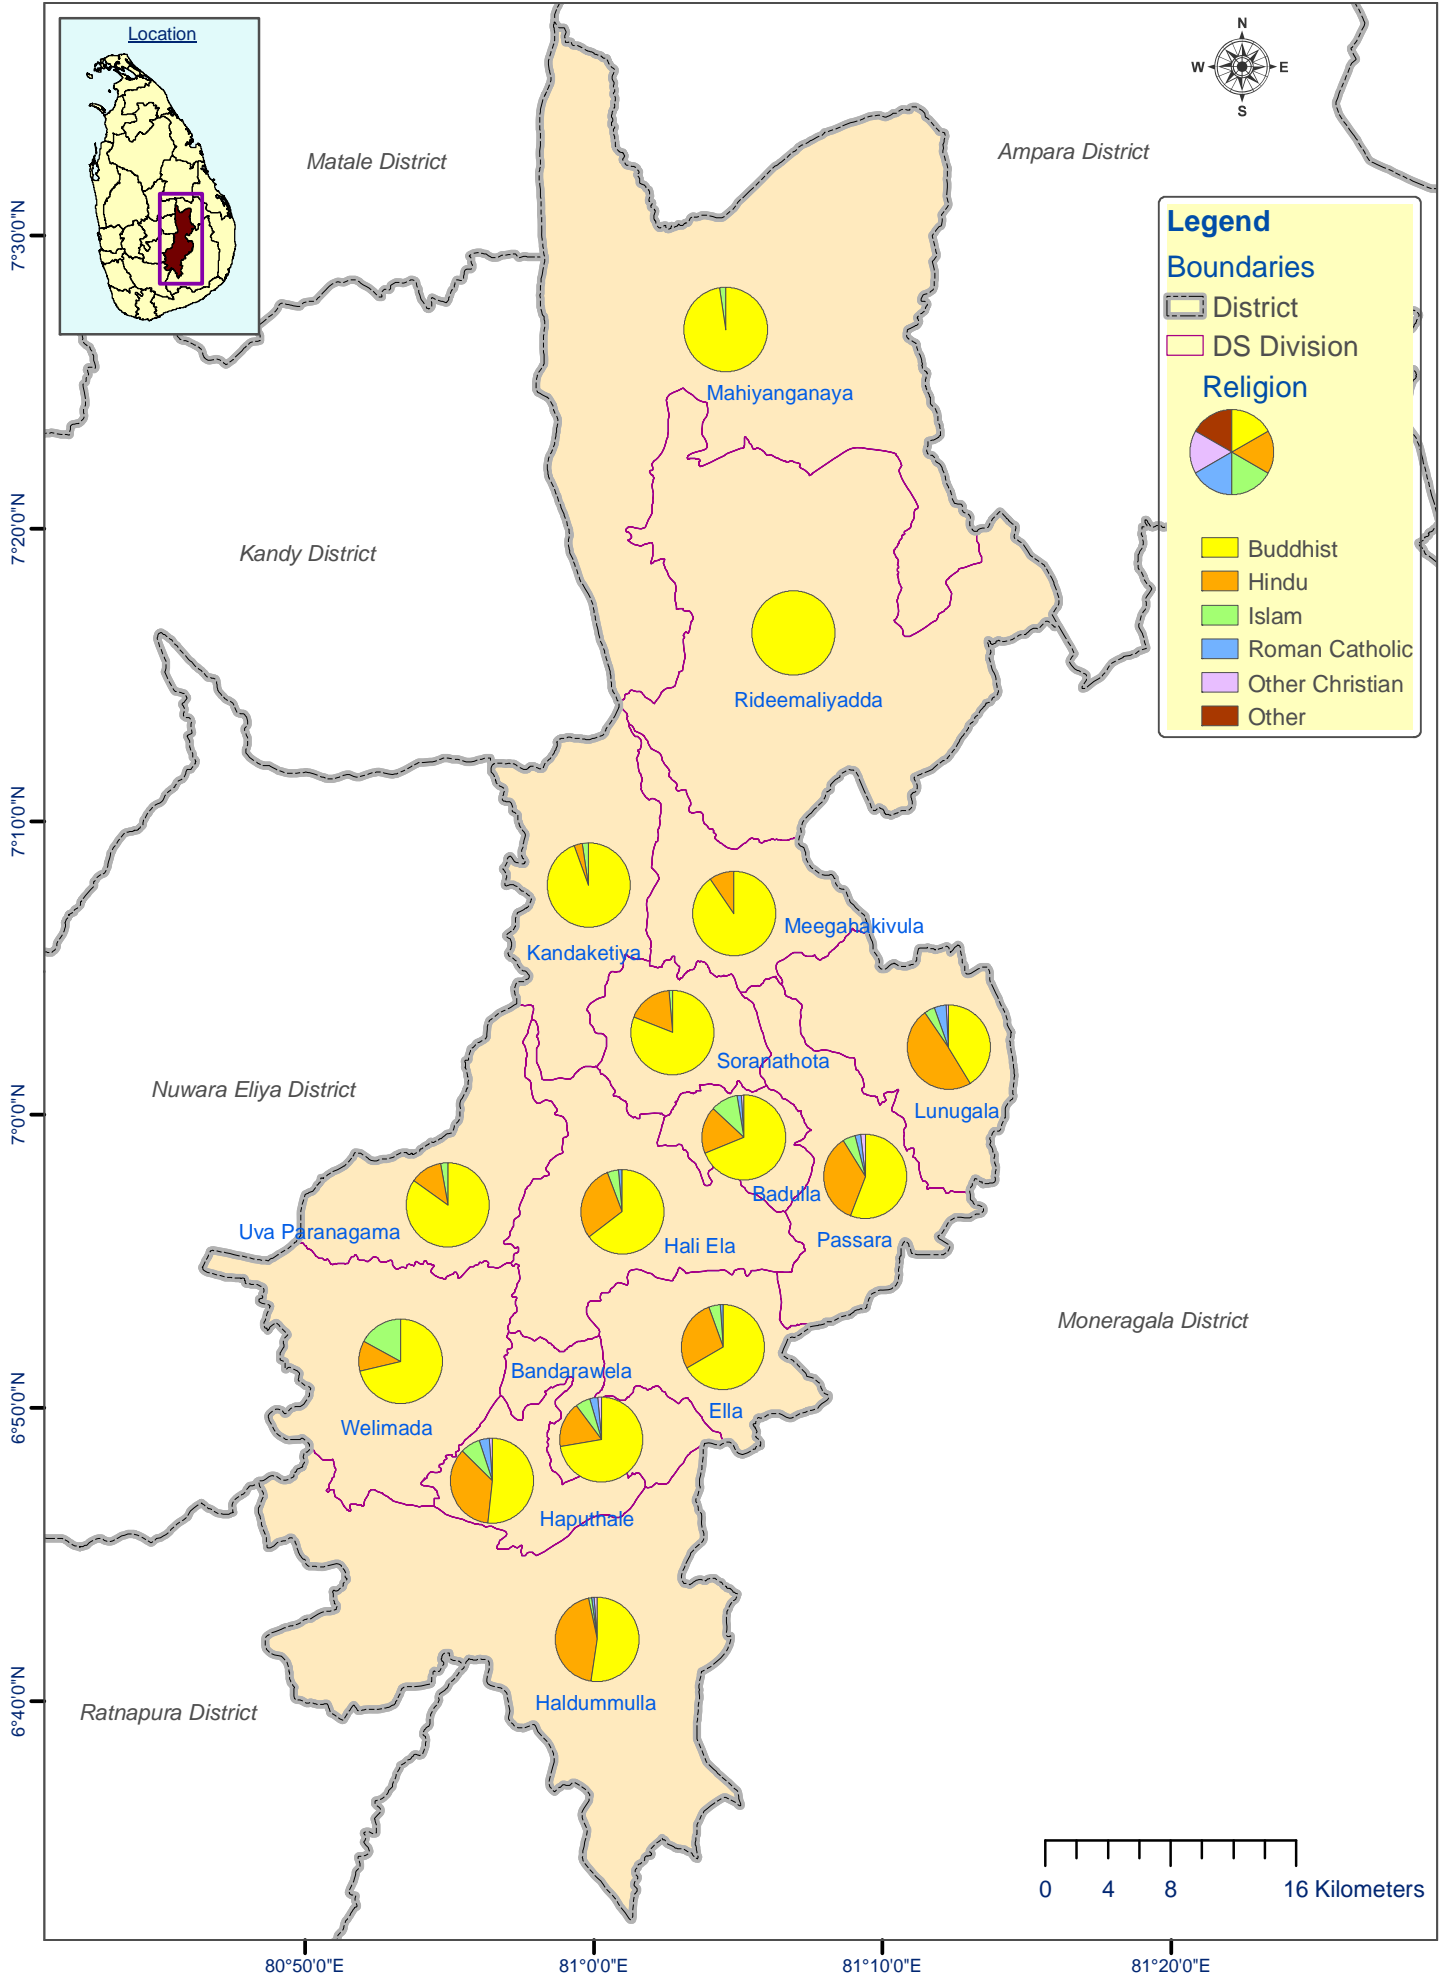 Location
N
W
E
S
Matale District
Ampara District
Legend
Boundaries
District
DS Division
Religion
Buddhist
Hindu
Islam
Roman Catholic
Other Christian
Other
7°30'0"N
7°20'0"N
7°10'0"N
7°0'0"N
6°50'0"N
6°40'0"N
Mahiyanganaya
Kandy District
Rideemaliyadda
Meegahakivula
Kandaketiya
Soranathota
Nuwara Eliya District
Lunugala
Badulla
Uva Paranagama
Hali Ela
Passara
Moneragala District
Bandarawela
Ella
Welimada
Haputhale
Haldummulla
Ratnapura District
0 4 8 16 Kilometers
80°50'0"E
81°0'0"E
81°10'0"E
81°20'0"E